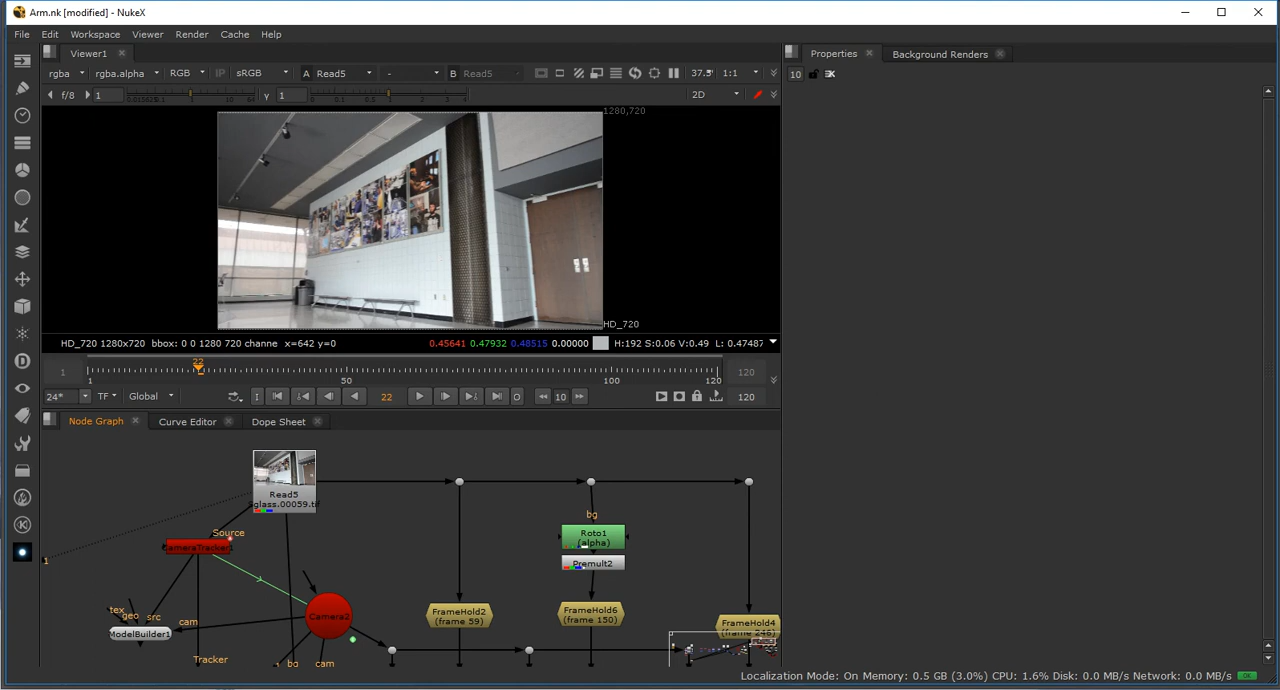 Arm.nk [modified] - NukeX
File Edit Workspace Viewer Render Cache Help
Viewer1
Properties Background Renders
rgba rgba.alpha RGB IP sRGB A Read5 - B Read5 37.5 1:1
10
f/8 1 γ 1 2D
1280,720
HD_720
HD_720 1280x720 bbox: 0 0 1280 720 channe x=642 y=0 0.45641 0.47932 0.48515 0.00000 H:192 S:0.06 V:0.49 L: 0.47487
22
1 120
1 50 100 120
24* TF Global I 22 O 10 120
Node Graph Curve Editor Dope Sheet
Read5
glass.00059.tif
bg
Source
Roto1
(alpha)
CameraTracker1
1
Premult2
tex geo src cam
Camera2
FrameHold2
(frame 59)
FrameHold6
(frame 150)
FrameHold4
(frame 246)
ModelBuilder1
Tracker bg cam
Localization Mode: On Memory: 0.5 GB (3.0%) CPU: 1.6% Disk: 0.0 MB/s Network: 0.0 MB/s OK